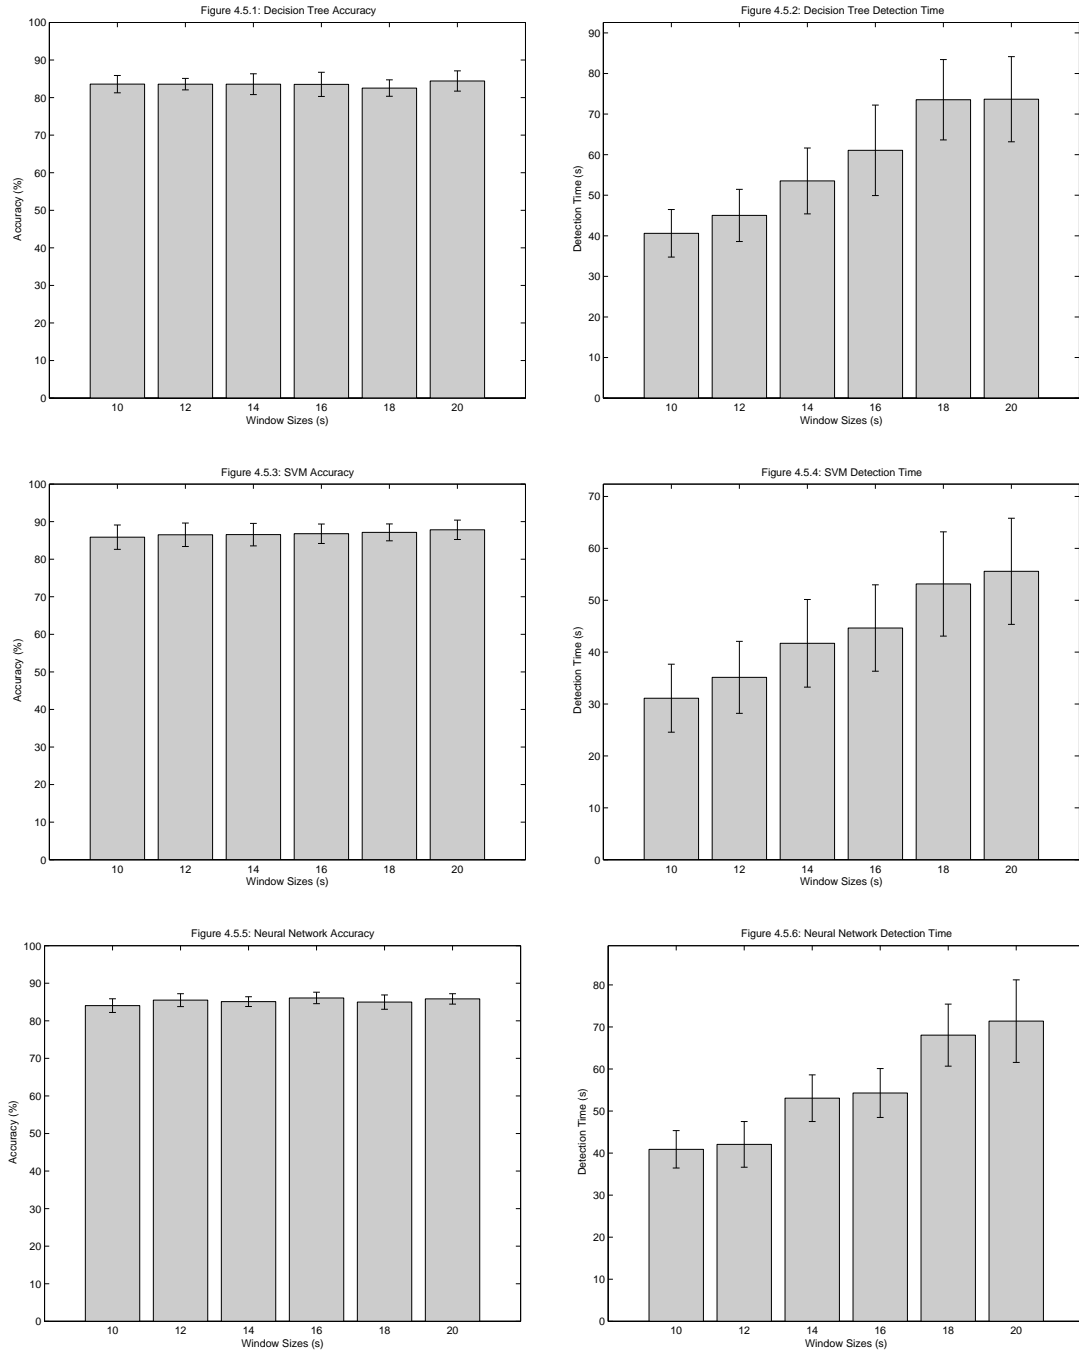 Figure 4.5.1: Decision Tree Accuracy
100
90
80
70
60
50
40
30
20
10
0
Accuracy (%)
10 12 14 16 18 20
Window Sizes (s)
Figure 4.5.2: Decision Tree Detection Time
90
80
70
60
50
40
30
20
10
0
Detection Time (s)
10 12 14 16 18 20
Window Sizes (s)
Figure 4.5.3: SVM Accuracy
100
90
80
70
60
50
40
30
20
10
0
Accuracy (%)
10 12 14 16 18 20
Window Sizes (s)
Figure 4.5.4: SVM Detection Time
70
60
50
40
30
20
10
0
Detection Time (s)
10 12 14 16 18 20
Window Sizes (s)
Figure 4.5.5: Neural Network Accuracy
100
90
80
70
60
50
40
30
20
10
0
Accuracy (%)
10 12 14 16 18 20
Window Sizes (s)
Figure 4.5.6: Neural Network Detection Time
80
70
60
50
40
30
20
10
0
Detection Time (s)
10 12 14 16 18 20
Window Sizes (s)